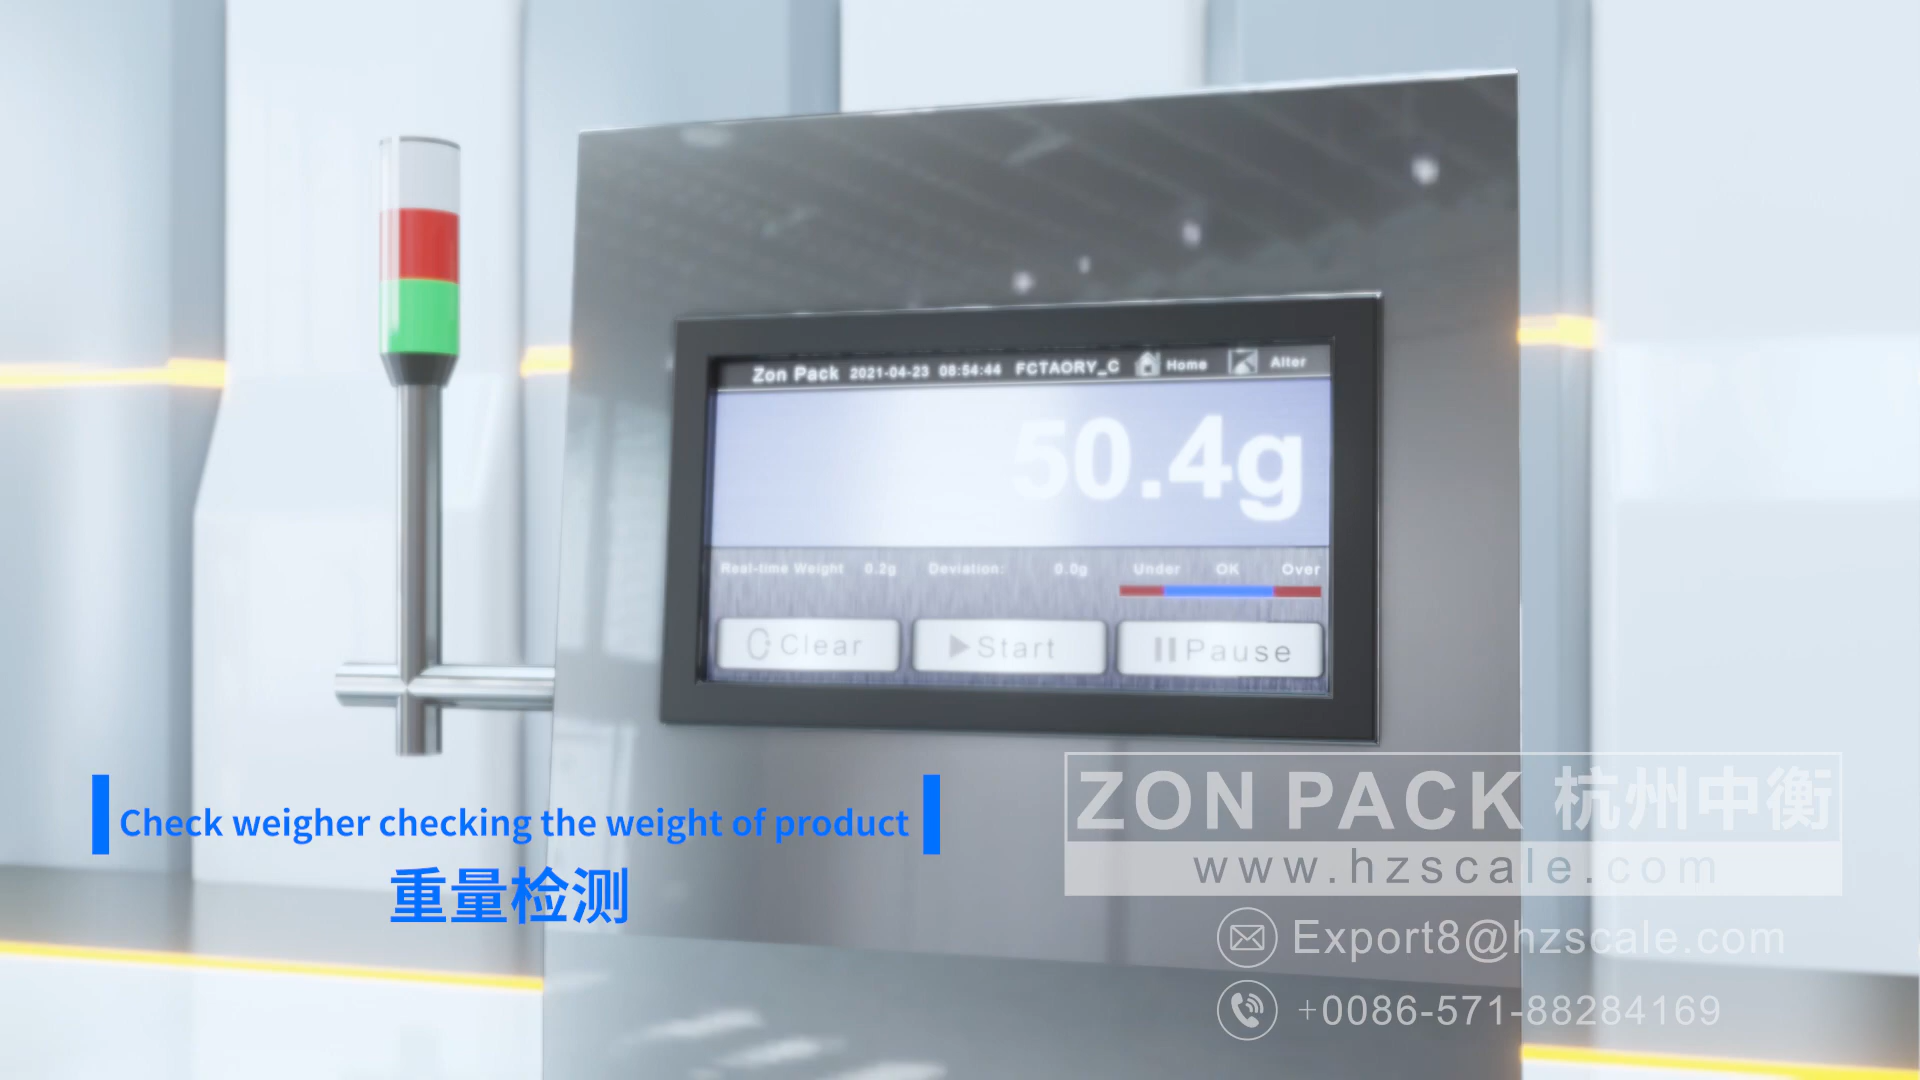 Zon Pack 2021-04-23 08:54:44 FCTAORY_C Home Alter
50.4g
Real-time Weight 0.2g Deviation: 0.0g Under OK Over
Clear Start Pause
Check weigher checking the weight of product
重量检测
ZON PACK 杭州中衡
www.hzscale.com
Export8@hzscale.com
+0086-571-88284169